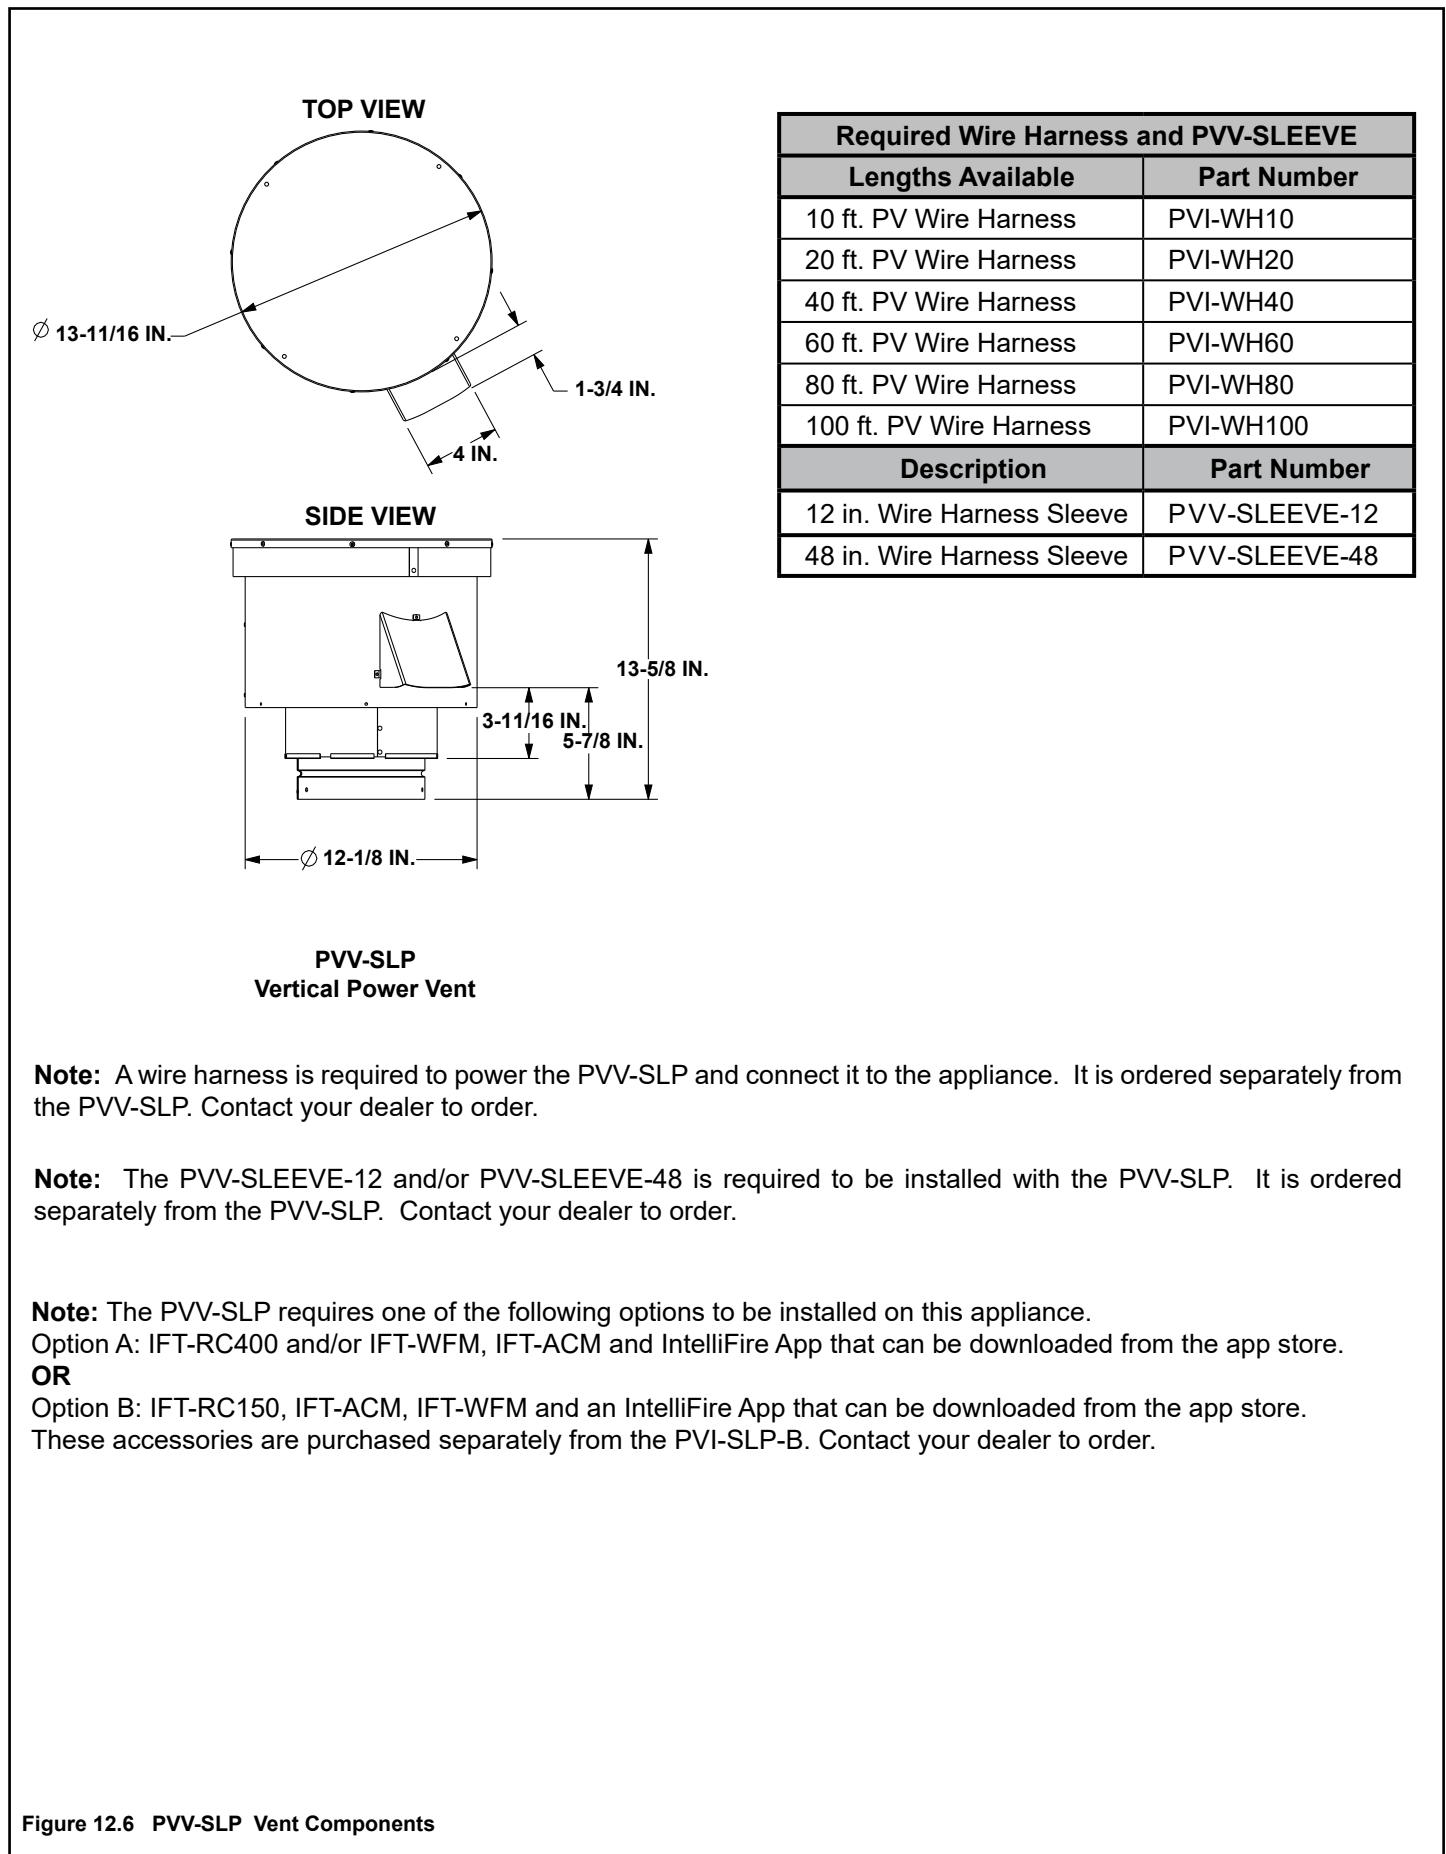 TOP VIEW
Ø 13-11/16 IN.
1-3/4 IN.
4 IN.
SIDE VIEW
13-5/8 IN.
3-11/16 IN.
5-7/8 IN.
Ø 12-1/8 IN.
PVV-SLP
Vertical Power Vent
Required Wire Harness and PVV-SLEEVE
Lengths Available Part Number
10 ft. PV Wire Harness PVI-WH10
20 ft. PV Wire Harness PVI-WH20
40 ft. PV Wire Harness PVI-WH40
60 ft. PV Wire Harness PVI-WH60
80 ft. PV Wire Harness PVI-WH80
100 ft. PV Wire Harness PVI-WH100
Description Part Number
12 in. Wire Harness Sleeve PVV-SLEEVE-12
48 in. Wire Harness Sleeve PVV-SLEEVE-48
Note: A wire harness is required to power the PVV-SLP and connect it to the appliance. It is ordered separately from
the PVV-SLP. Contact your dealer to order.
Note: The PVV-SLEEVE-12 and/or PVV-SLEEVE-48 is required to be installed with the PVV-SLP. It is ordered
separately from the PVV-SLP. Contact your dealer to order.
Note: The PVV-SLP requires one of the following options to be installed on this appliance.
Option A: IFT-RC400 and/or IFT-WFM, IFT-ACM and IntelliFire App that can be downloaded from the app store.
OR
Option B: IFT-RC150, IFT-ACM, IFT-WFM and an IntelliFire App that can be downloaded from the app store.
These accessories are purchased separately from the PVI-SLP-B. Contact your dealer to order.
Figure 12.6 PVV-SLP Vent Components